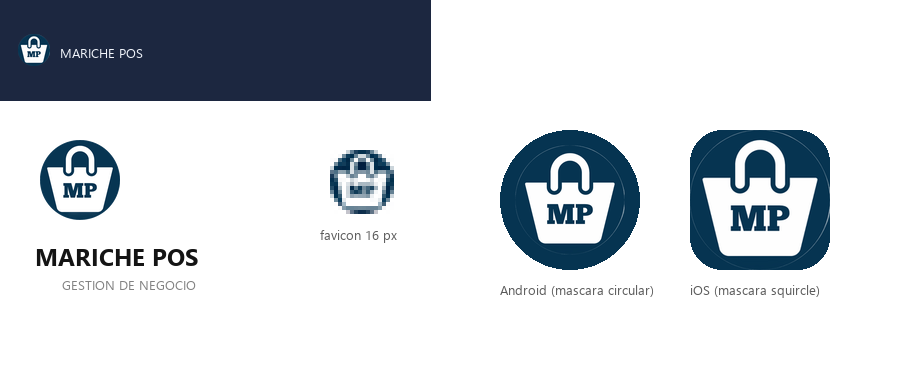 MP
MARICHE POS
MP
MARICHE POS
GESTION DE NEGOCIO
MP
favicon 16 px
MP
Android (mascara circular)
MP
iOS (mascara squircle)